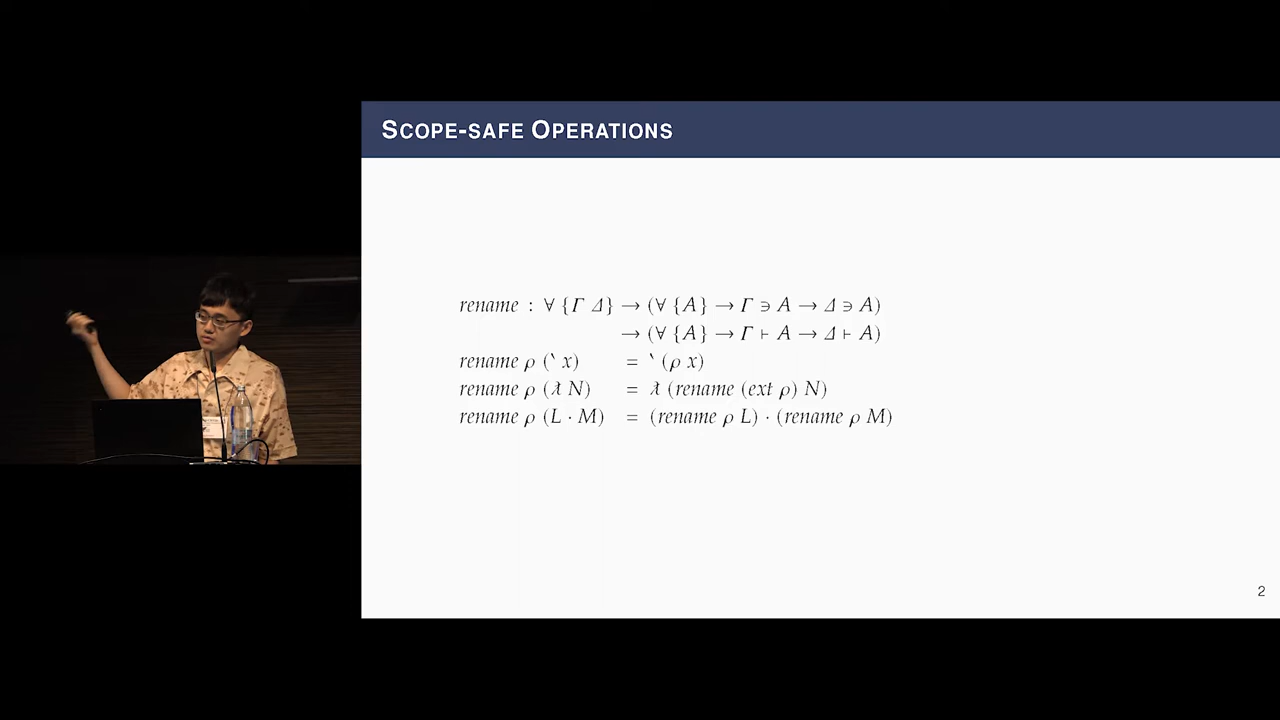 SCOPE-SAFE OPERATIONS
rename : ∀ {Γ Δ} → (∀ {A} → Γ ∋ A → Δ ∋ A)
→ (∀ {A} → Γ ⊢ A → Δ ⊢ A)
rename ρ (` x) = ` (ρ x)
rename ρ (ƛ N) = ƛ (rename (ext ρ) N)
rename ρ (L · M) = (rename ρ L) · (rename ρ M)
2